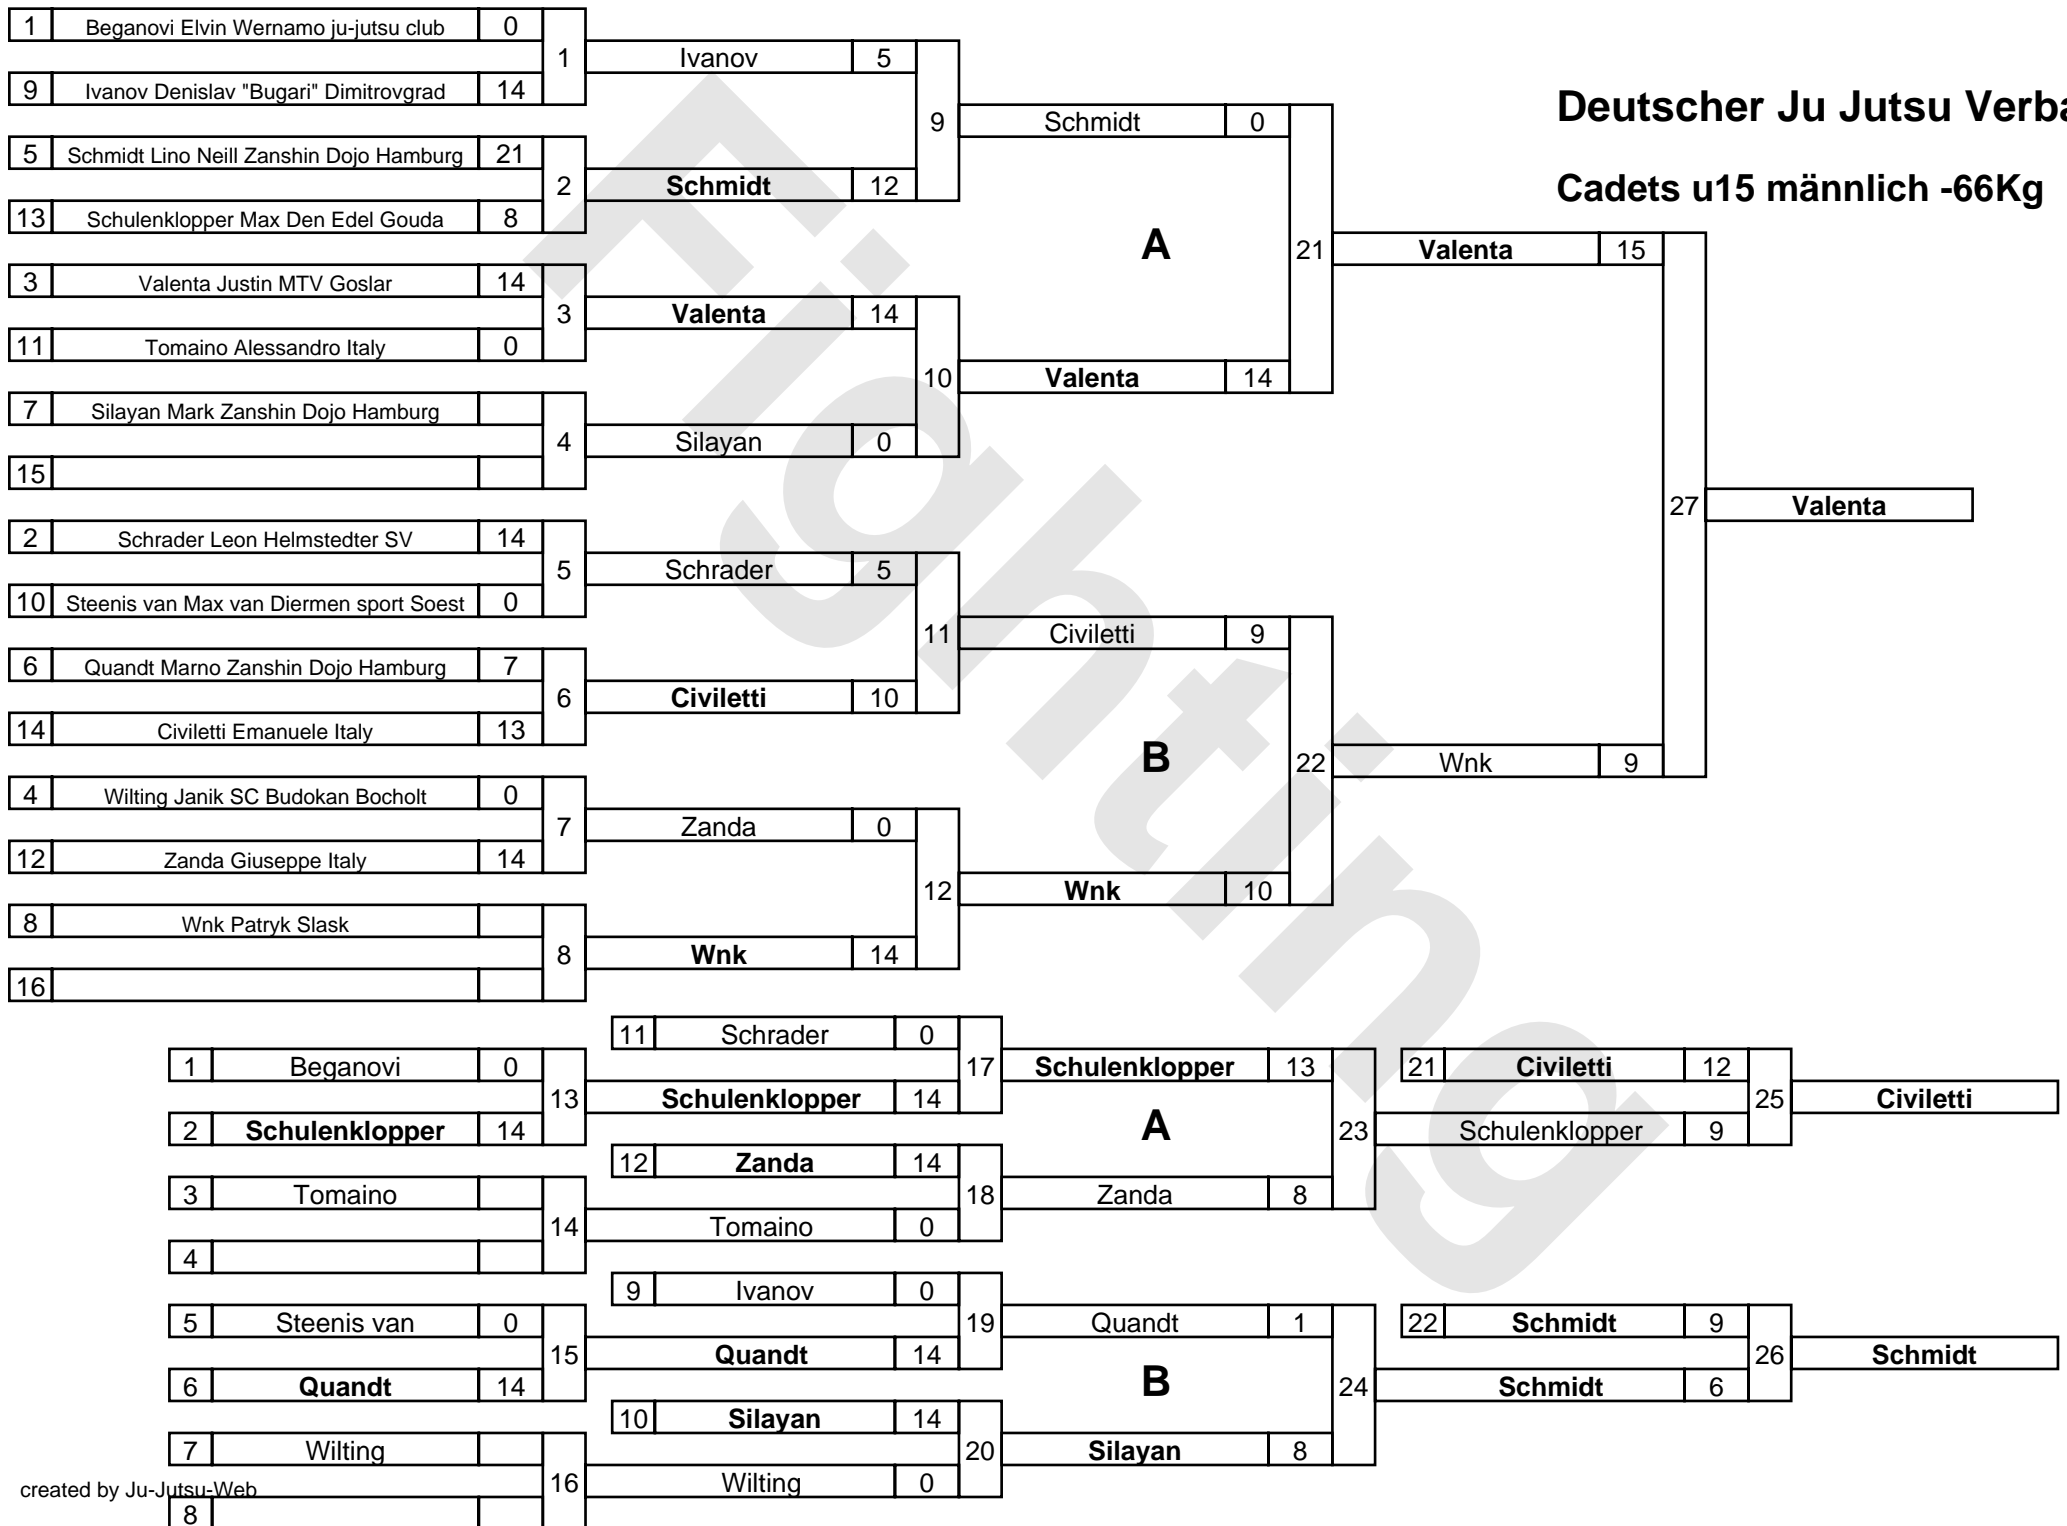 Deutscher Ju Jutsu Verba
Cadets u15 männlich -66Kg
1 Beganovi Elvin Wernamo ju-jutsu club 0
9 Ivanov Denislav "Bugari" Dimitrovgrad 14
1
5 Schmidt Lino Neill Zanshin Dojo Hamburg 21
13 Schulenklopper Max Den Edel Gouda 8
2
3 Valenta Justin MTV Goslar 14
11 Tomaino Alessandro Italy 0
3
7 Silayan Mark Zanshin Dojo Hamburg
15
4
2 Schrader Leon Helmstedter SV 14
10 Steenis van Max van Diermen sport Soest 0
5
6 Quandt Marno Zanshin Dojo Hamburg 7
14 Civiletti Emanuele Italy 13
6
4 Wilting Janik SC Budokan Bocholt 0
12 Zanda Giuseppe Italy 14
7
8 Wnk Patryk Slask
16
8
Ivanov 5
Schmidt 12
9
Valenta 14
Silayan 0
10
Schrader 5
Civiletti 10
11
Zanda 0
Wnk 14
12
Schmidt 0
A
Valenta 14
21
Civiletti 9
B
Wnk 10
22
Valenta 15
Wnk 9
27
Valenta
1 Beganovi 0
2 Schulenklopper 14
13
3 Tomaino
4
14
5 Steenis van 0
6 Quandt 14
15
7 Wilting
8
16
11 Schrader 0
Schulenklopper 14
17
12 Zanda 14
Tomaino 0
18
9 Ivanov 0
Quandt 14
19
10 Silayan 14
Wilting 0
20
Schulenklopper 13
A
Zanda 8
23
Quandt 1
B
Silayan 8
24
21 Civiletti 12
Schulenklopper 9
25
Civiletti
22 Schmidt 9
Schmidt 6
26
Schmidt
created by Ju-Jutsu-Web
Fighting